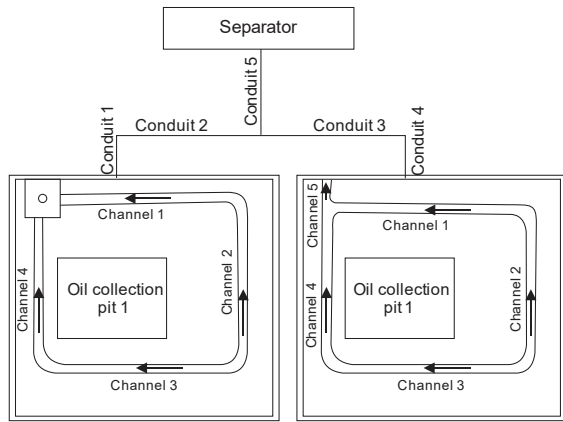 Separator
Conduit 5
Conduit 1
Conduit 2
Conduit 3
Conduit 4
Channel 1
Channel 2
Channel 4
Oil collection
pit 1
Channel 3
Channel 5
Channel 1
Channel 2
Channel 4
Oil collection
pit 1
Channel 3